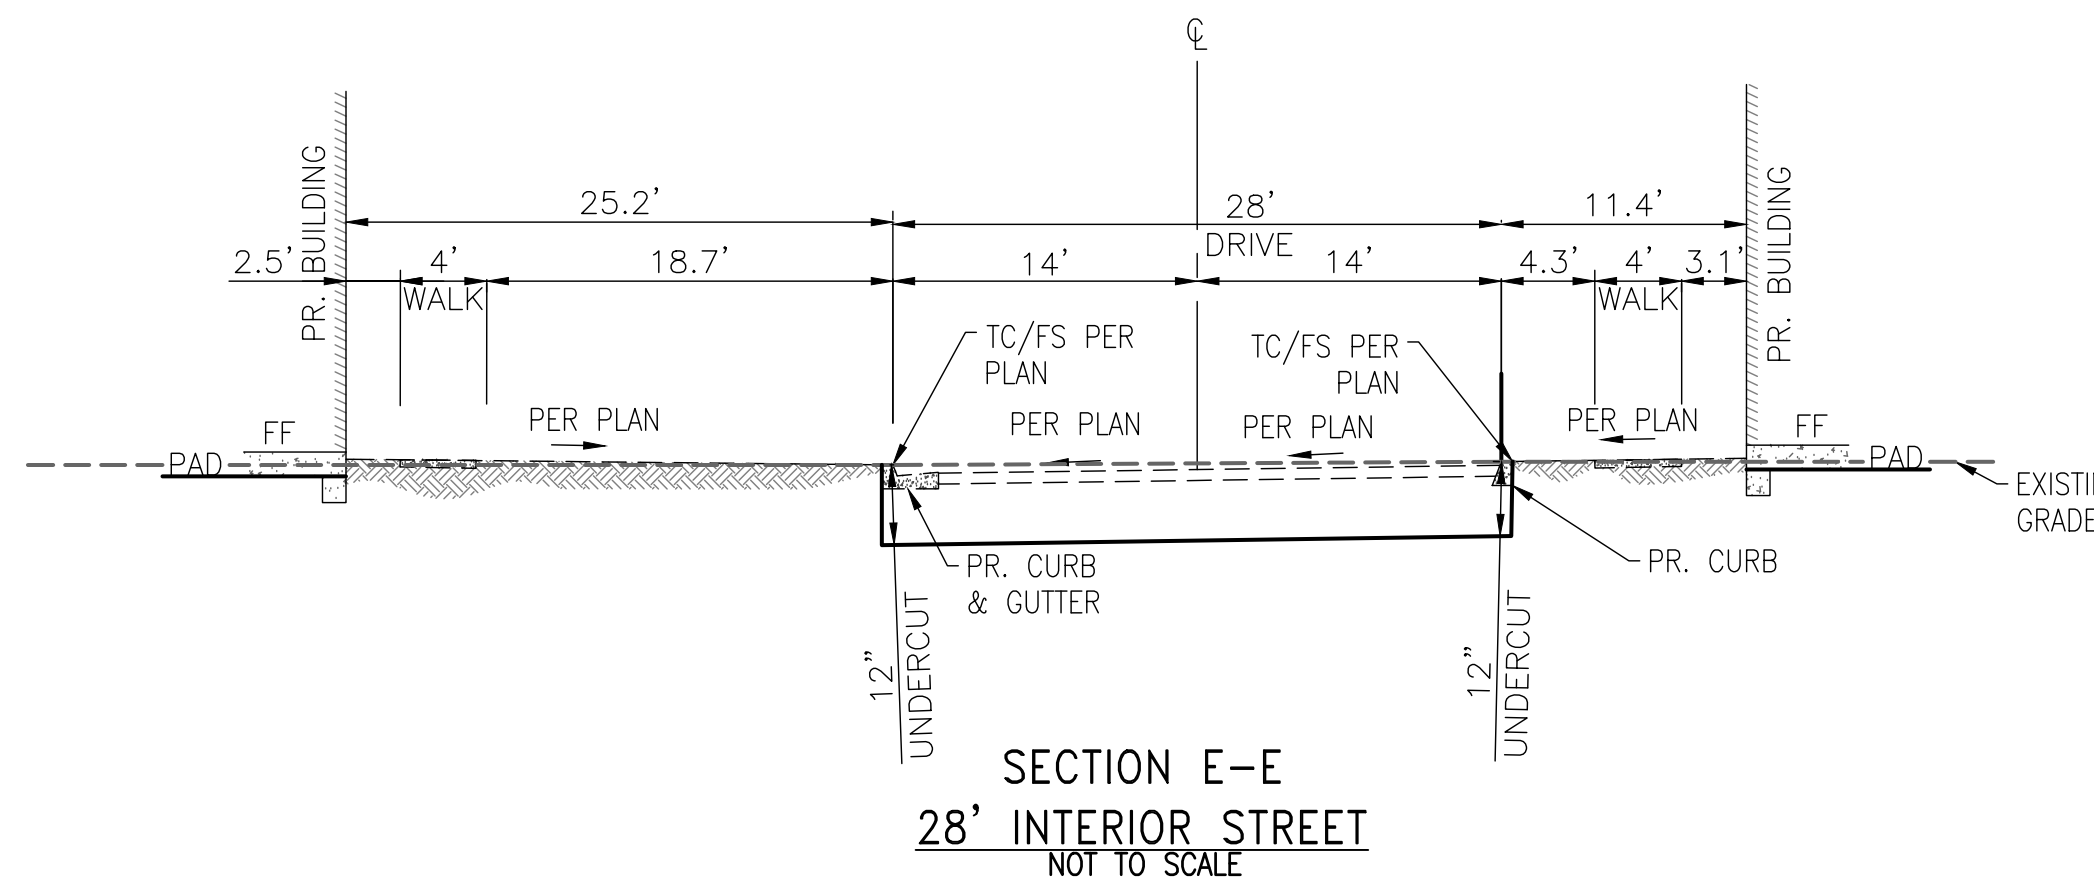 ℄
PR. BUILDING
25.2'
28'
DRIVE
11.4'
PR. BUILDING
2.5'
4'
WALK
18.7'
14'
14'
4.3'
4'
WALK
3.1'
TC/FS PER
PLAN
TC/FS PER
PLAN
FF
PER PLAN
PER PLAN
PER PLAN
PER PLAN
FF
PAD
PAD
GRADE
PR. CURB
& GUTTER
PR. CURB
12"
UNDERCUT
12"
UNDERCUT
SECTION E-E
28' INTERIOR STREET
NOT TO SCALE